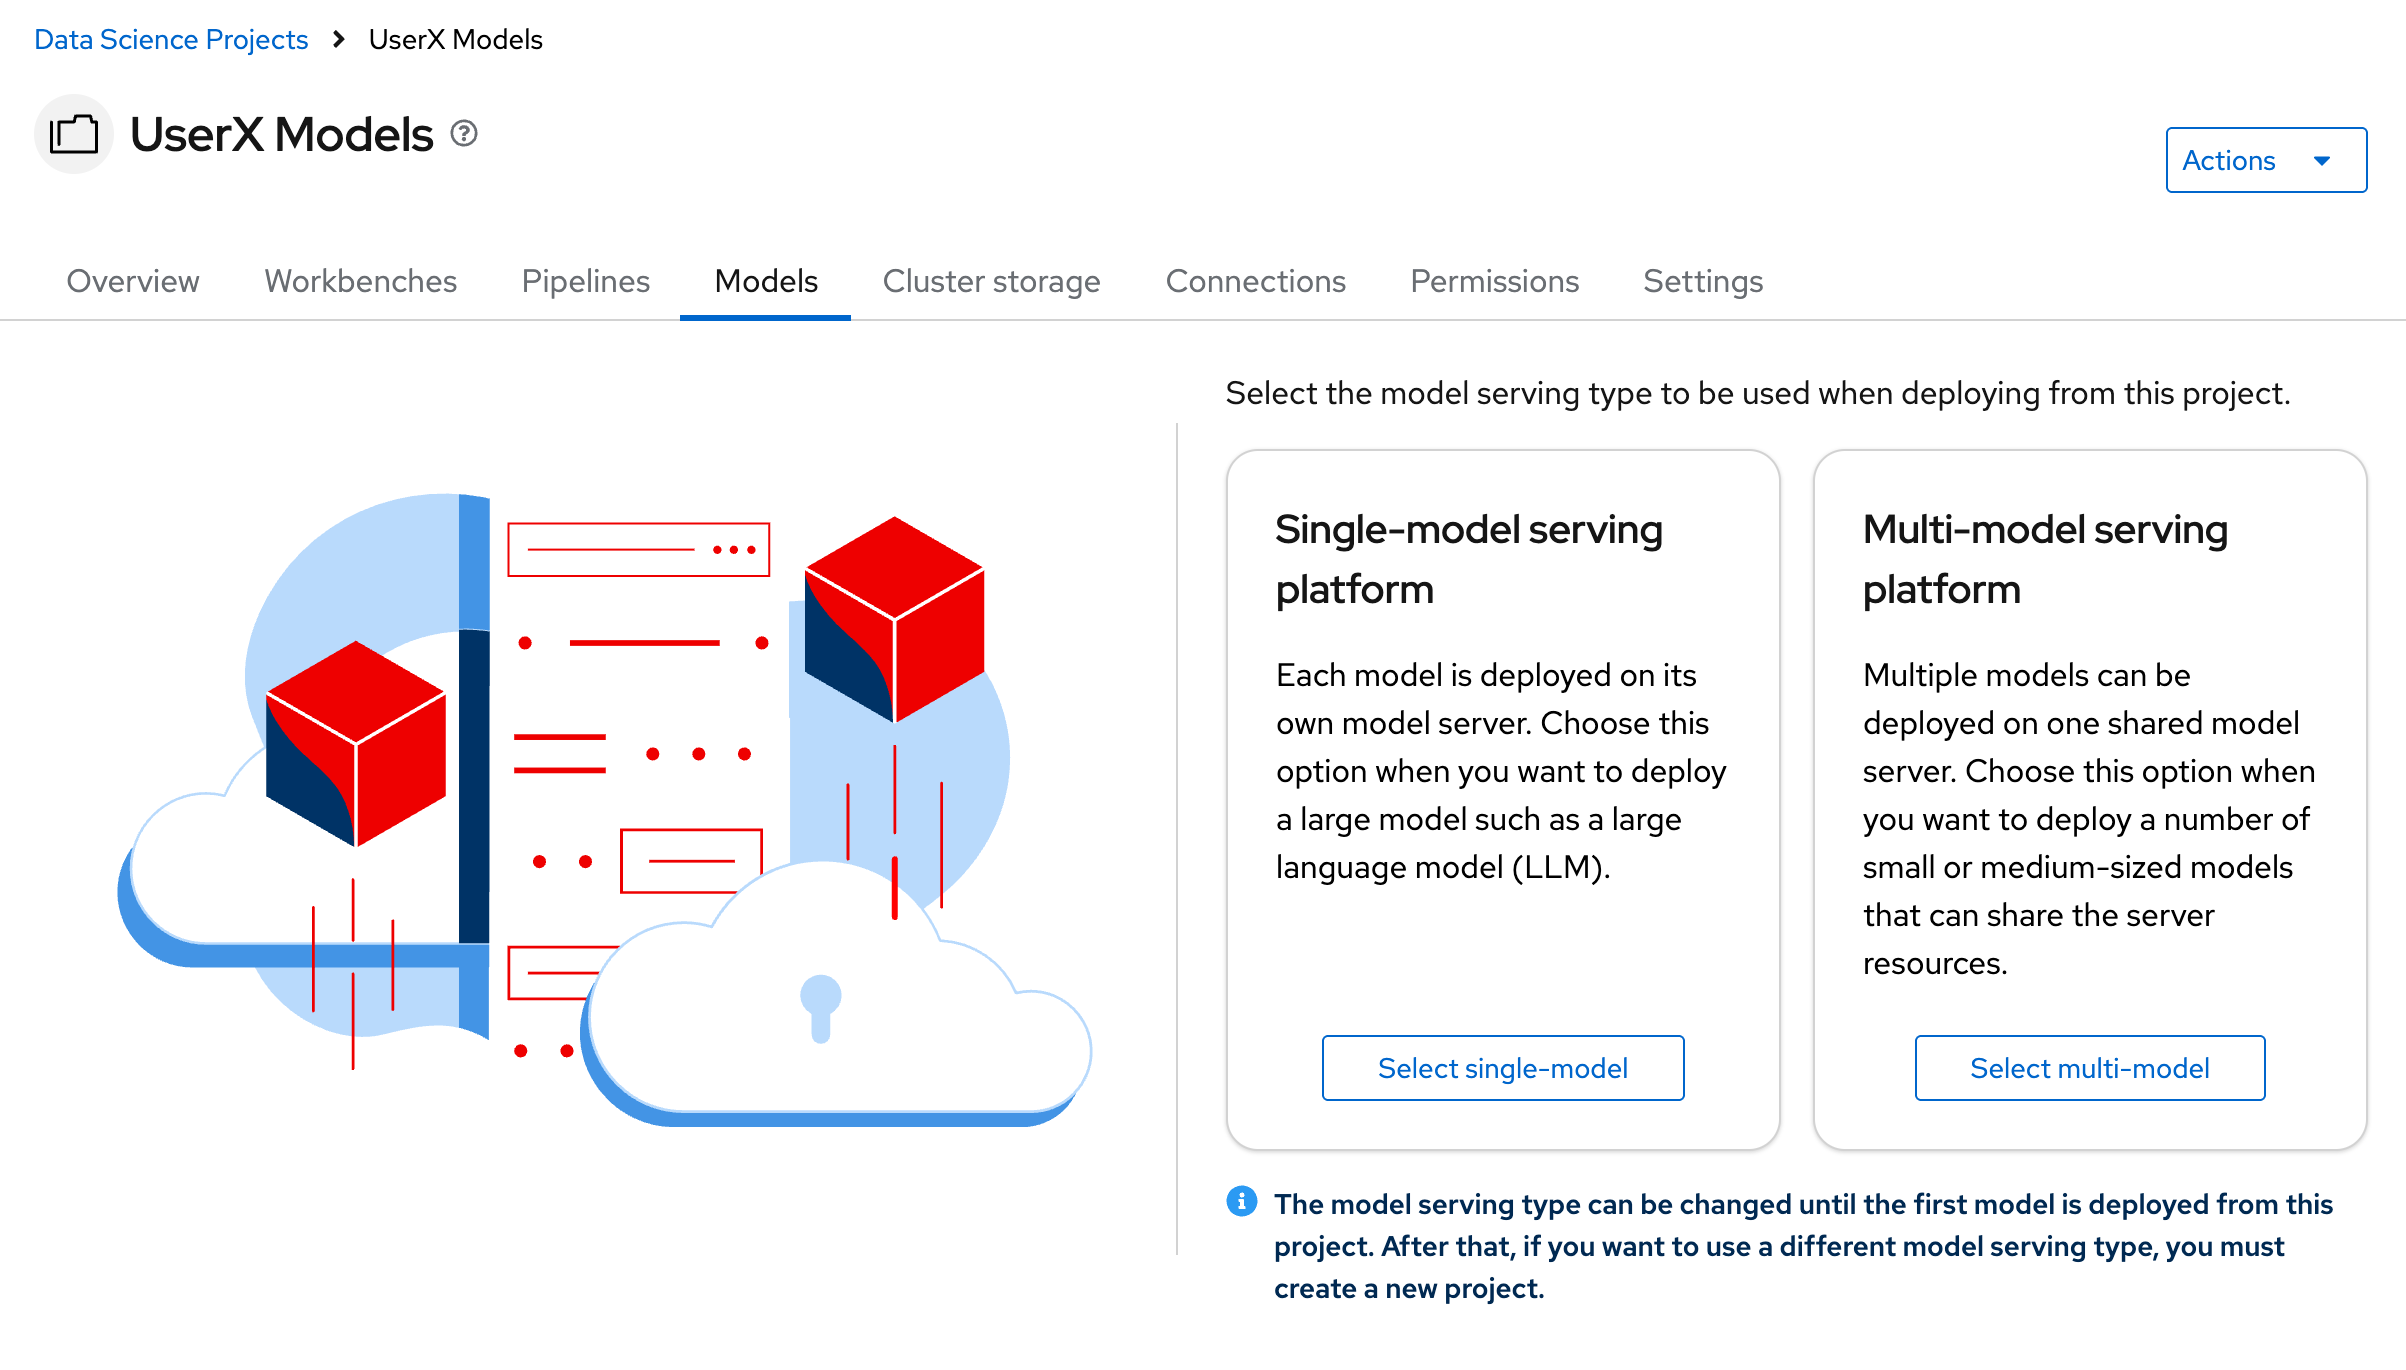 Data Science Projects > UserX Models
UserX Models
Actions
Overview Workbenches Pipelines Models Cluster storage Connections Permissions Settings
Select the model serving type to be used when deploying from this project.
Single-model serving
platform
Each model is deployed on its
own model server. Choose this
option when you want to deploy
a large model such as a large
language model (LLM).
Select single-model
Multi-model serving
platform
Multiple models can be
deployed on one shared model
server. Choose this option when
you want to deploy a number of
small or medium-sized models
that can share the server
resources.
Select multi-model
The model serving type can be changed until the first model is deployed from this
project. After that, if you want to use a different model serving type, you must
create a new project.